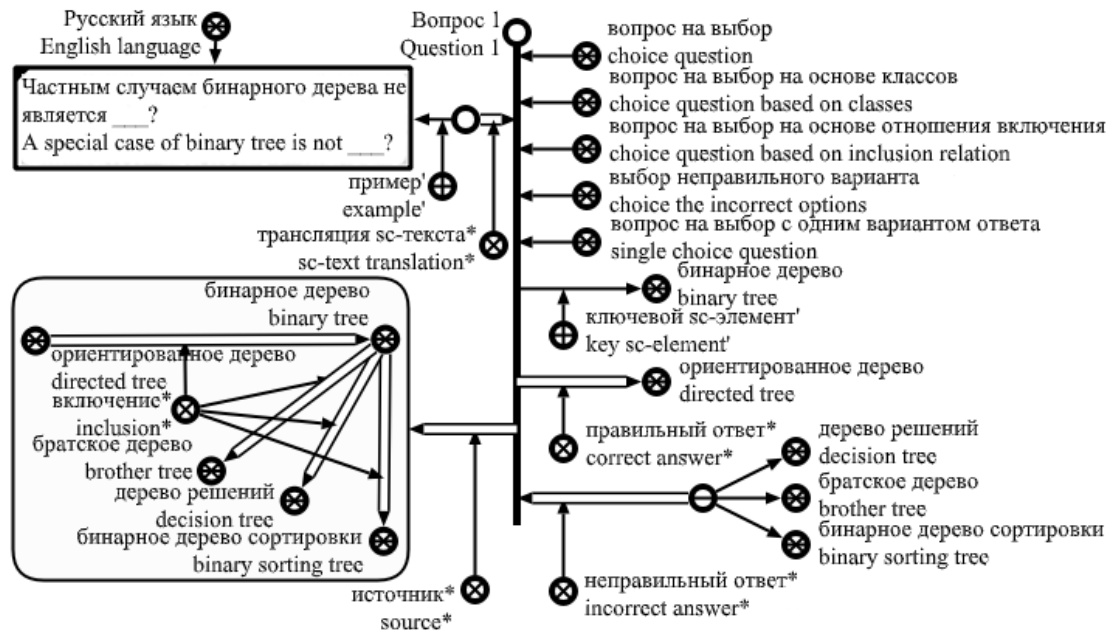 Русский язык
English language
Частным случаем бинарного дерева не
является ___?
A special case of binary tree is not ___?
пример'
example'
трансляция sc-текста*
sc-text translation*
Вопрос 1
Question 1
вопрос на выбор
choice question
вопрос на выбор на основе классов
choice question based on classes
вопрос на выбор на основе отношения включения
choice question based on inclusion relation
выбор неправильного варианта
choice the incorrect options
вопрос на выбор с одним вариантом ответа
single choice question
бинарное дерево
binary tree
ключевой sc-элемент'
key sc-element'
ориентированное дерево
directed tree
правильный ответ*
correct answer*
дерево решений
decision tree
братское дерево
brother tree
бинарное дерево сортировки
binary sorting tree
неправильный ответ*
incorrect answer*
бинарное дерево
binary tree
ориентированное дерево
directed tree
включение*
inclusion*
братское дерево
brother tree
дерево решений
decision tree
бинарное дерево сортировки
binary sorting tree
источник*
source*